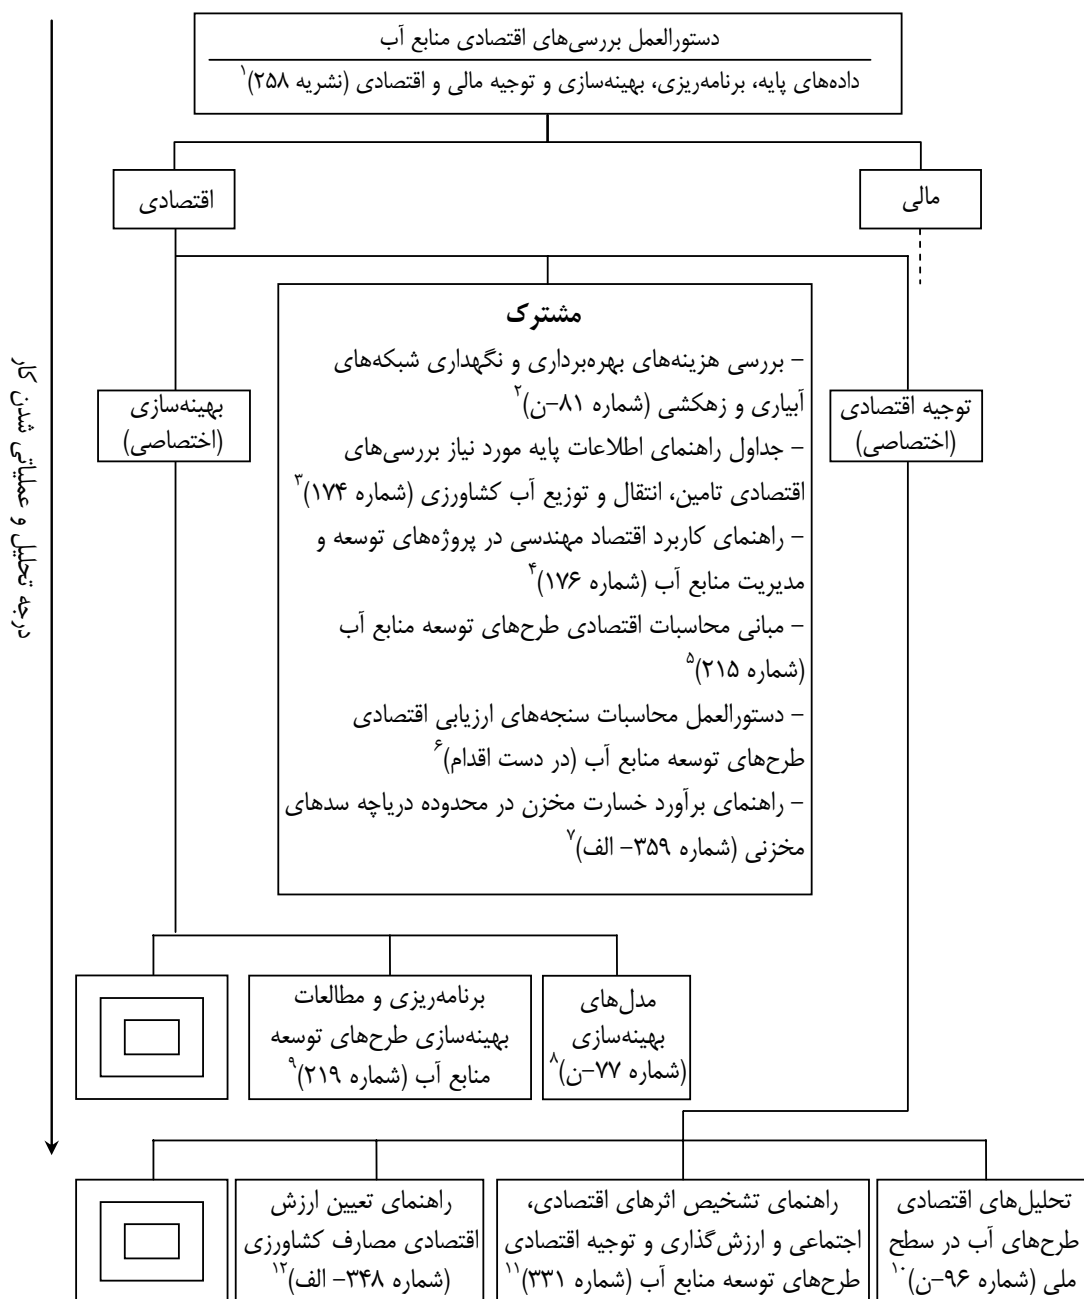 دستورالعمل بررسی‌های اقتصادی منابع آب
داده‌های پایه، برنامه‌ریزی، بهینه‌سازی و توجیه مالی و اقتصادی (نشریه ۲۵۸)۱
مالی
اقتصادی
مشترک
– بررسی هزینه‌های بهره‌برداری و نگهداری شبکه‌های
آبیاری و زهکشی (شماره ۸۱–ن)۲
– جداول راهنمای اطلاعات پایه مورد نیاز بررسی‌های
اقتصادی تامین، انتقال و توزیع آب کشاورزی (شماره ۱۷۴)۳
– راهنمای کاربرد اقتصاد مهندسی در پروژه‌های توسعه و
مدیریت منابع آب (شماره ۱۷۶)۴
– مبانی محاسبات اقتصادی طرح‌های توسعه منابع آب
(شماره ۲۱۵)۵
– دستورالعمل محاسبات سنجه‌های ارزیابی اقتصادی
طرح‌های توسعه منابع آب (در دست اقدام)۶
– راهنمای برآورد خسارت مخزن در محدوده دریاچه سدهای
مخزنی (شماره ۳۵۹– الف)۷
توجیه اقتصادی
(اختصاصی)
بهینه‌سازی
(اختصاصی)
درجه تحلیل و عملیاتی شدن کار
مدل‌های
بهینه‌سازی
(شماره ۷۷–ن)۸
برنامه‌ریزی و مطالعات
بهینه‌سازی طرح‌های توسعه
منابع آب (شماره ۲۱۹)۹
تحلیل‌های اقتصادی
طرح‌های آب در سطح
ملی (شماره ۹۶–ن)۱۰
راهنمای تشخیص اثرهای اقتصادی،
اجتماعی و ارزش‌گذاری و توجیه اقتصادی
طرح‌های توسعه منابع آب (شماره ۳۳۱)۱۱
راهنمای تعیین ارزش
اقتصادی مصارف کشاورزی
(شماره ۳۴۸– الف)۱۲